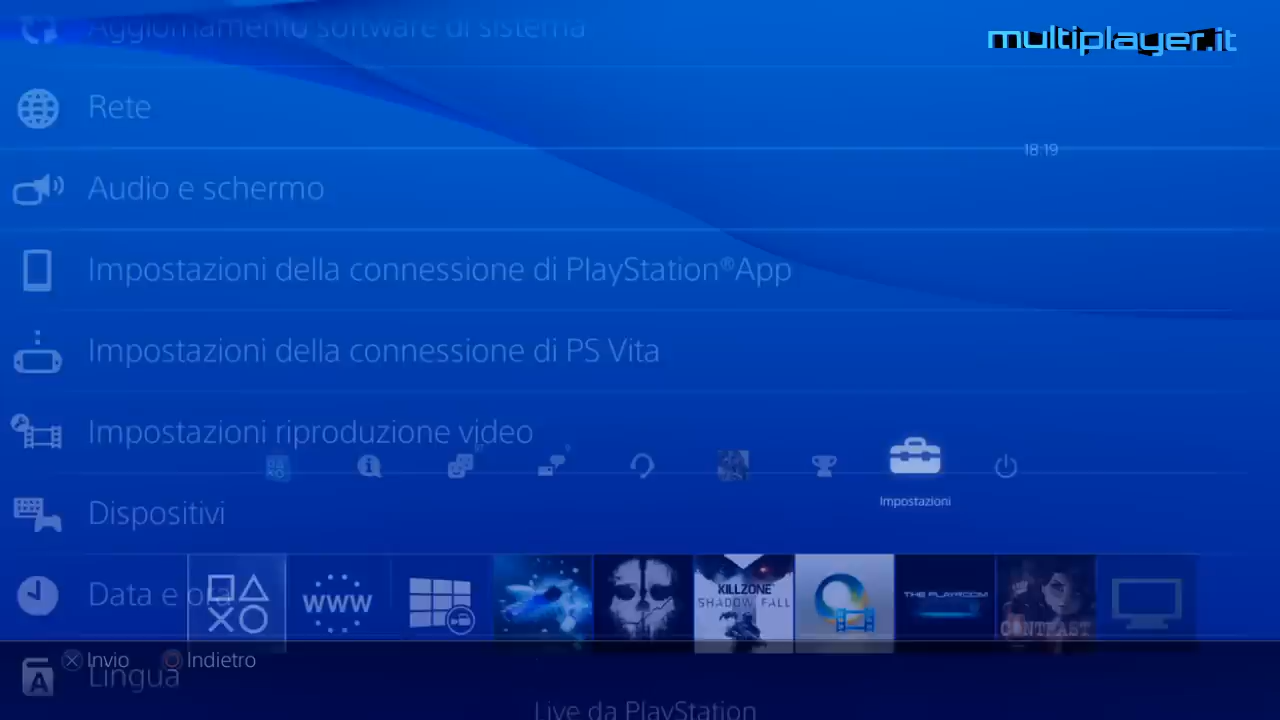 Aggiornamento software di sistema
multiplayer.it
Rete
18:19
Audio e schermo
Impostazioni della connessione di PlayStation®App
Impostazioni della connessione di PS Vita
Impostazioni riproduzione video
Impostazioni
Dispositivi
Data e ora
WWW
KILLZONE
SHADOW FALL
THE PLAYROOM
CONTRAST
Invio
Indietro
Lingua
Live da PlayStation